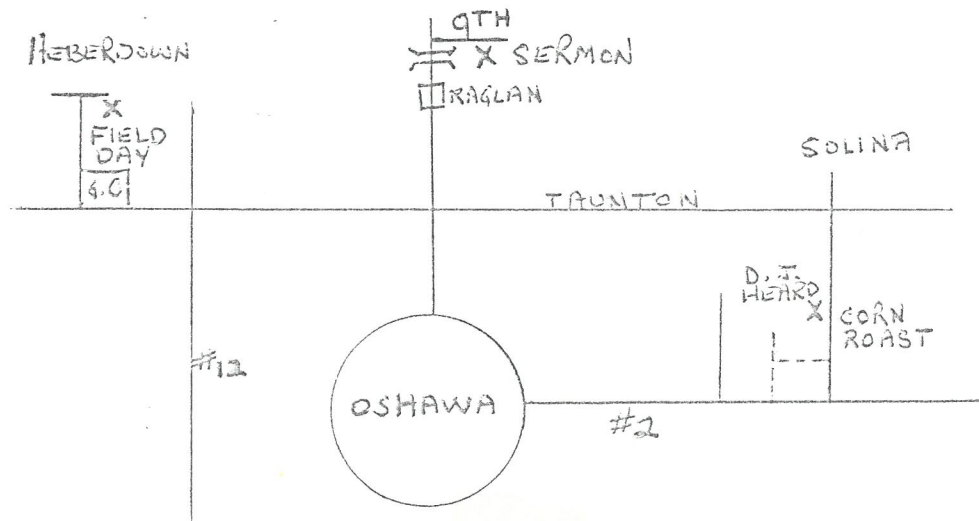 9TH
HEBERDOWN
X SERMON
RAGLAN
X
FIELD
DAY
G.C
SOLINA
TAUNTON
D. J.
HEARD
X CORN
ROAST
#12
OSHAWA
#2